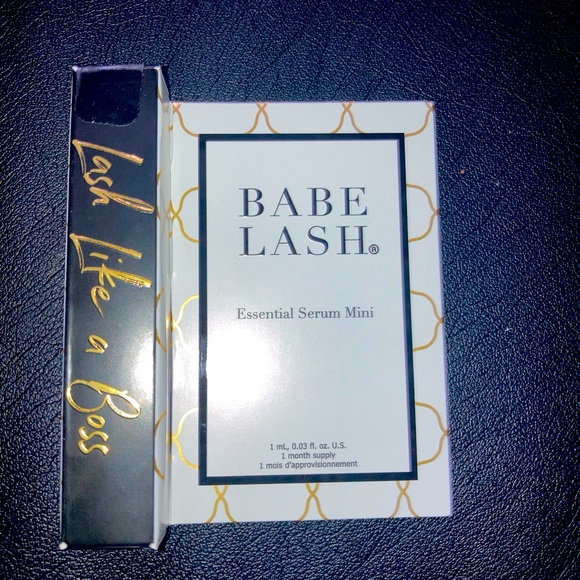 Lash Like a Boss
BABE
LASH®
Essential Serum Mini
1 mL, 0.03 fl. oz. U.S.
1 month supply
1 mois d'approvisionnement